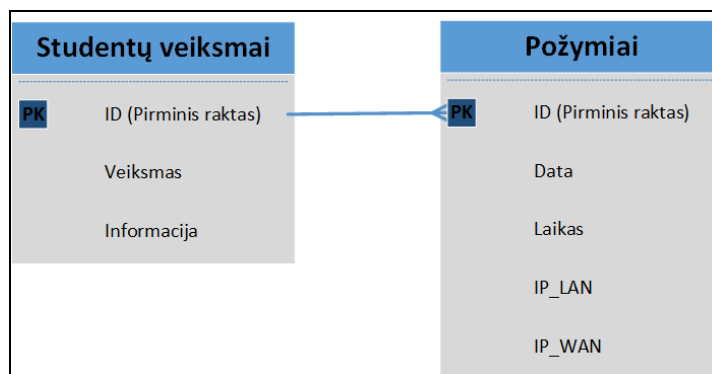 Studentų veiksmai
PK ID (Pirminis raktas)
Veiksmas
Informacija
Požymiai
PK ID (Pirminis raktas)
Data
Laikas
IP_LAN
IP_WAN